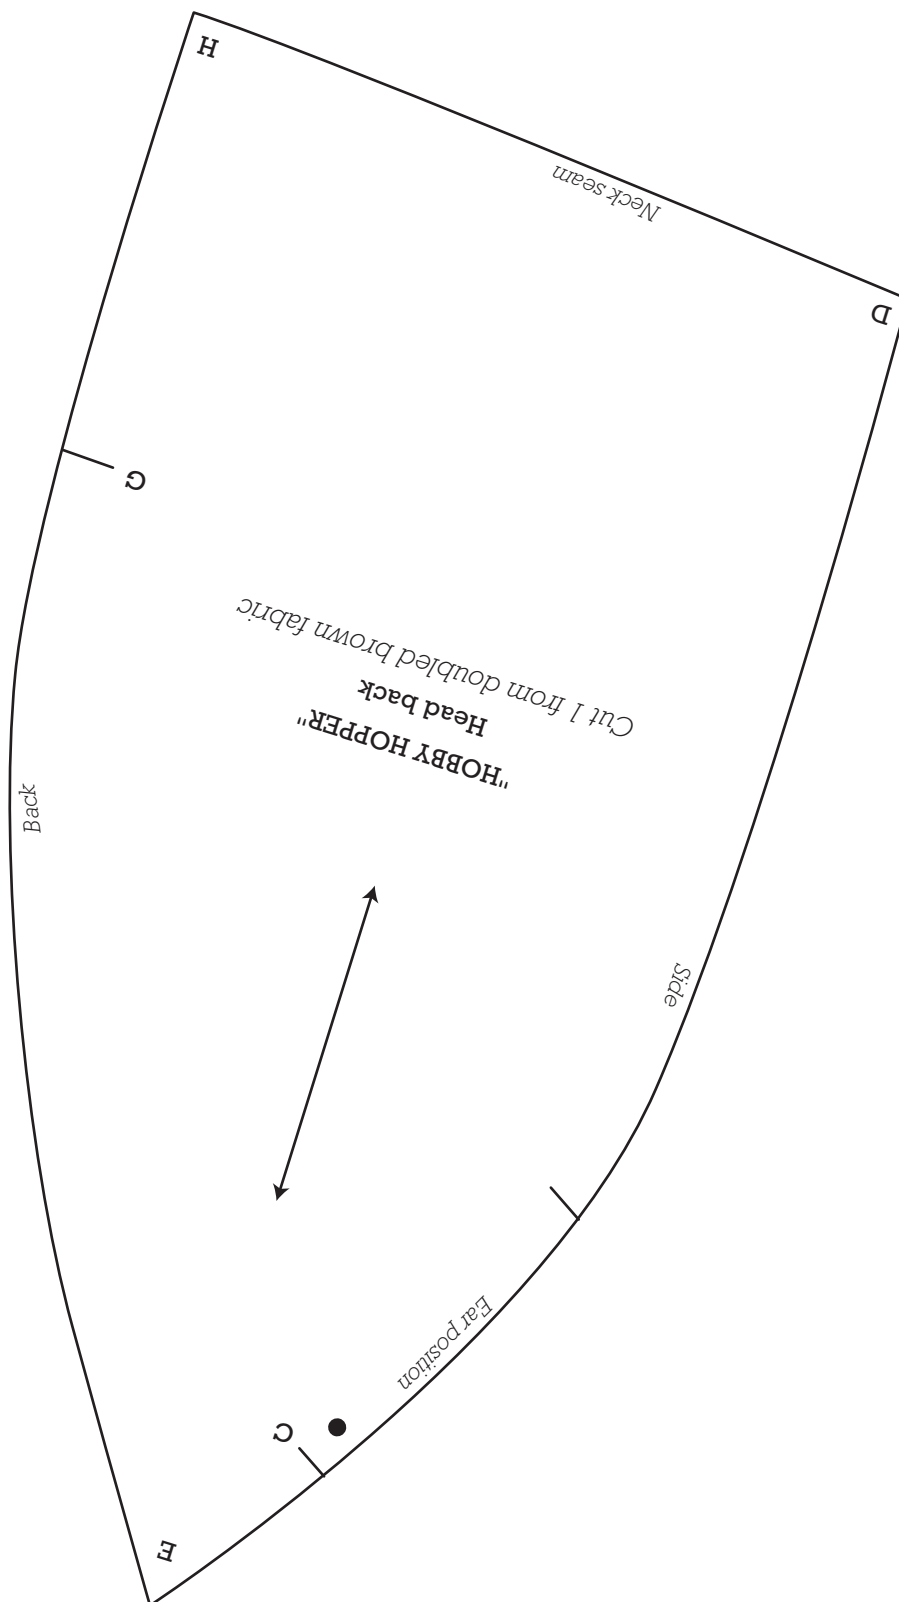 E
C
Ear position
Side
Back
"HOBBY HOPPER"
Head back
Cut 1 from doubled brown fabric
G
D
Neck seam
H